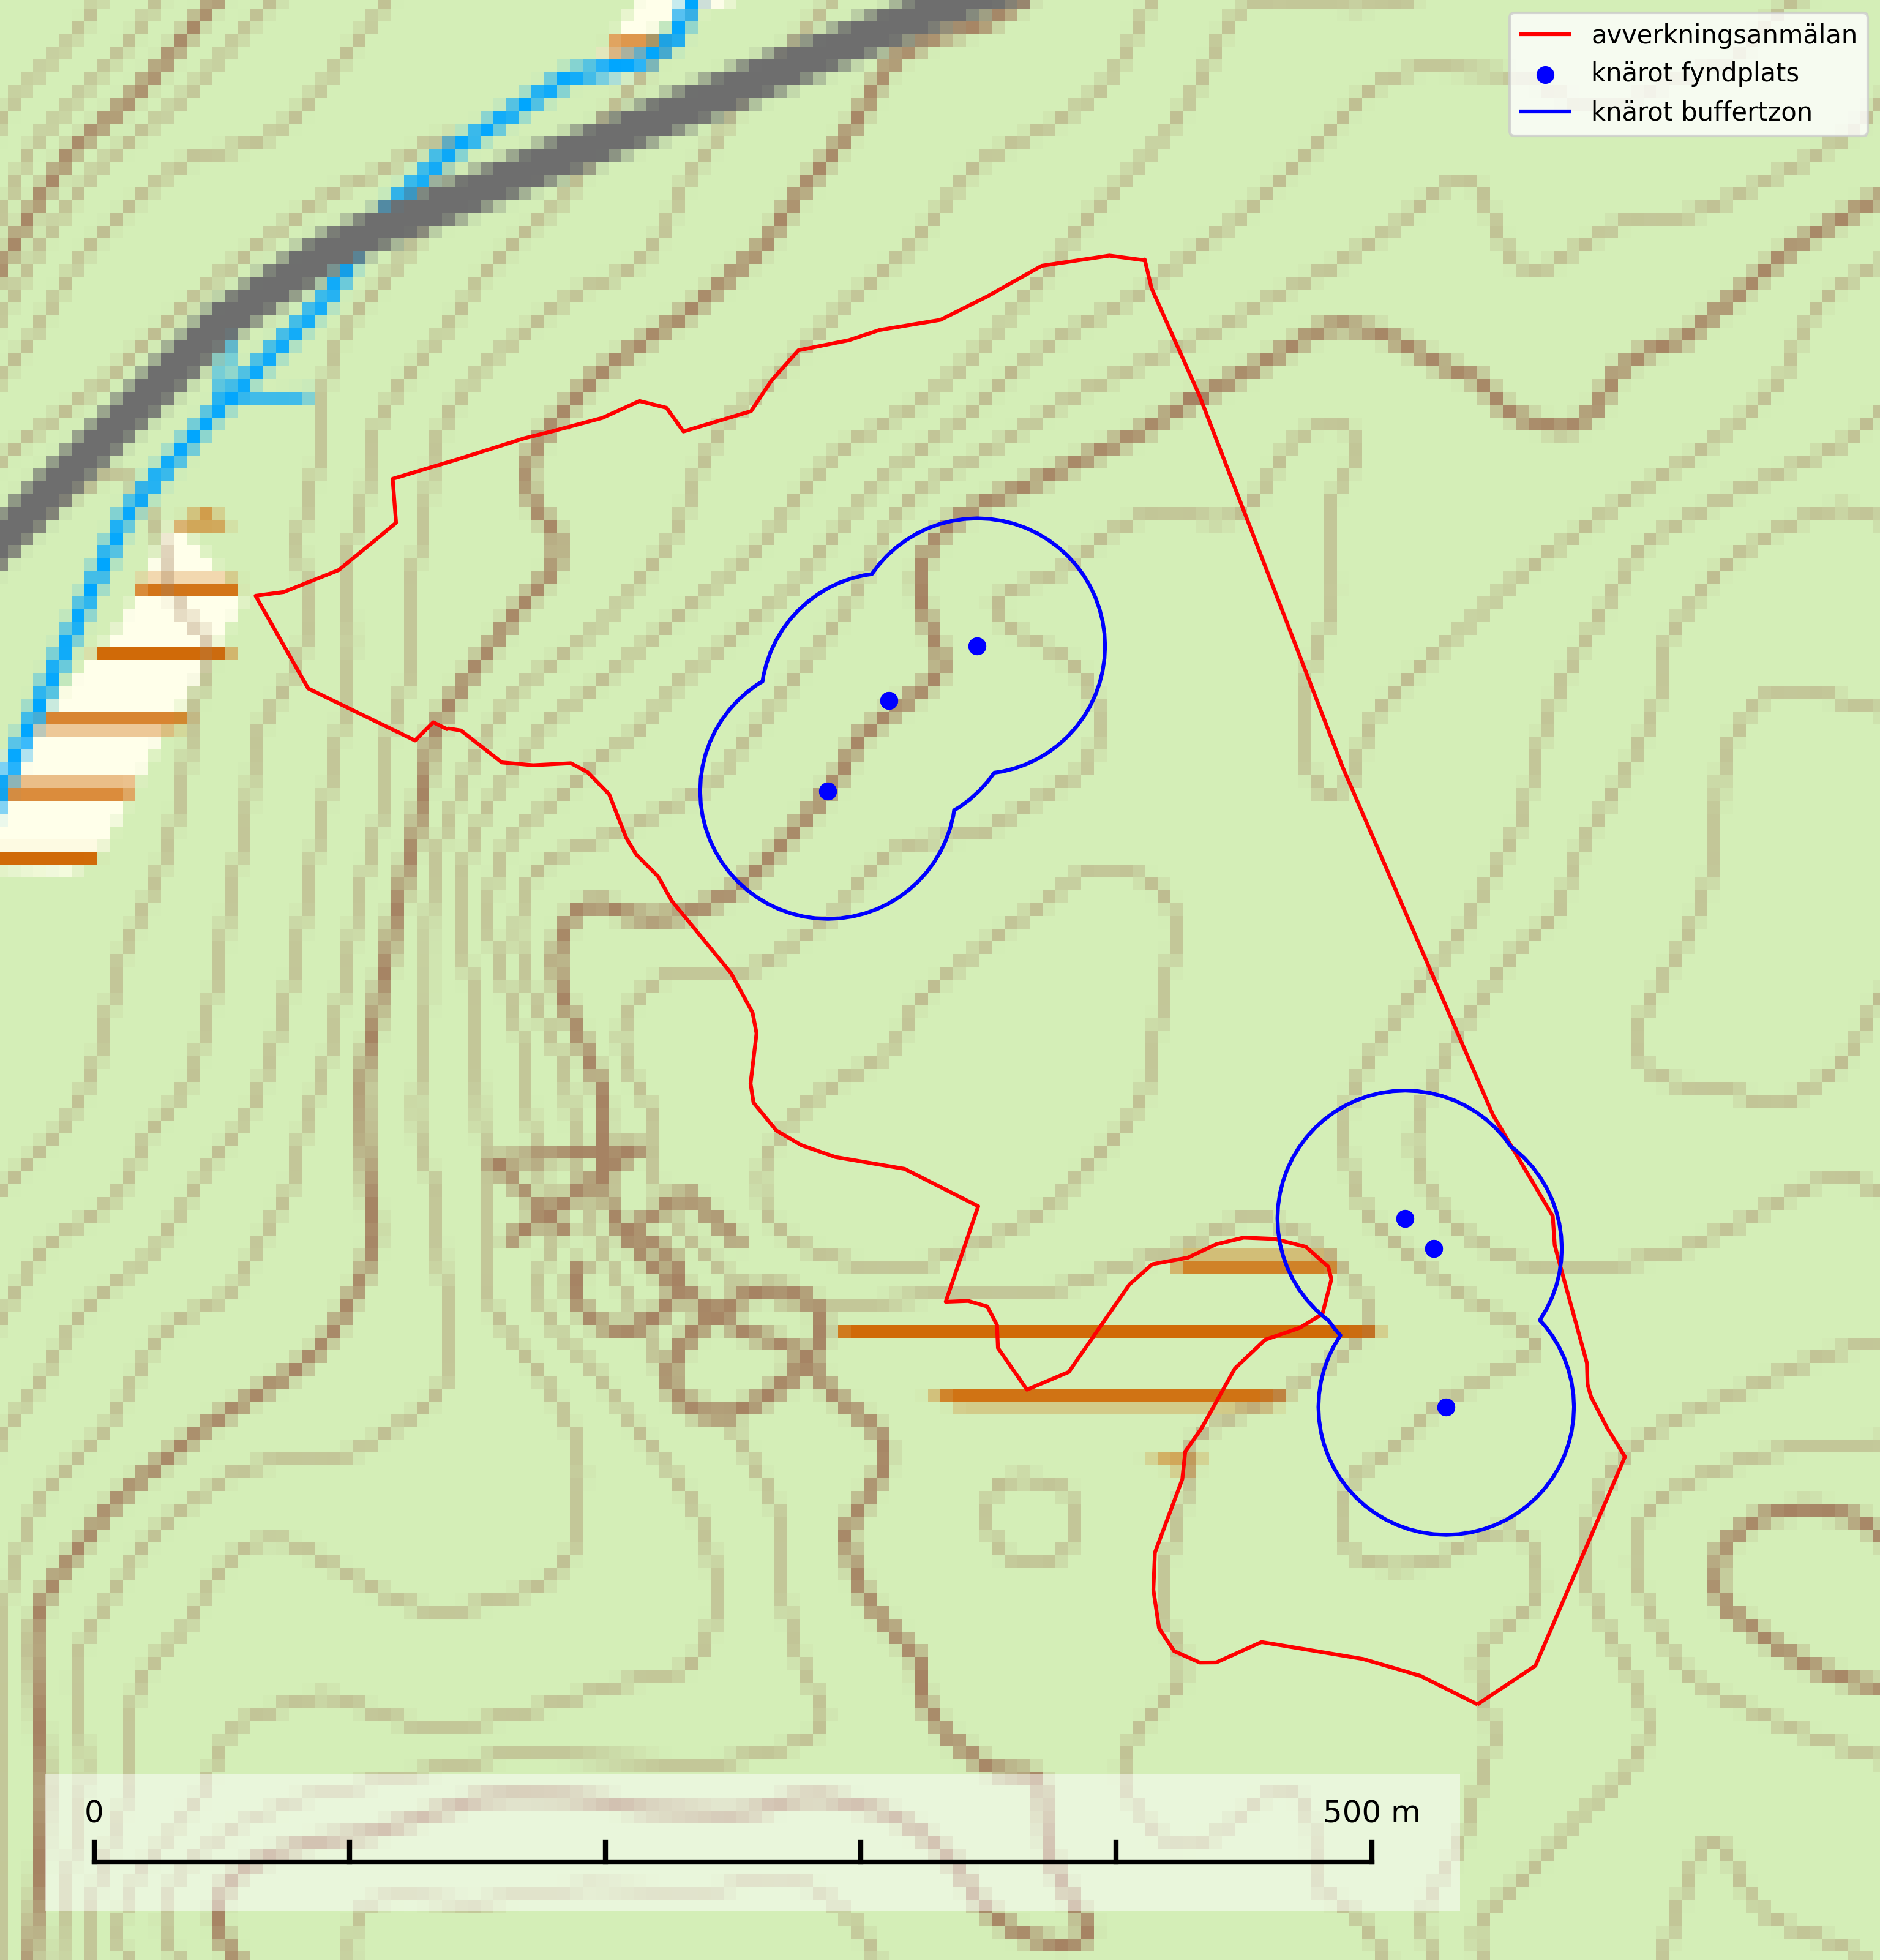 avverkningsanmälan
knärot fyndplats
knärot buffertzon
0 500 m